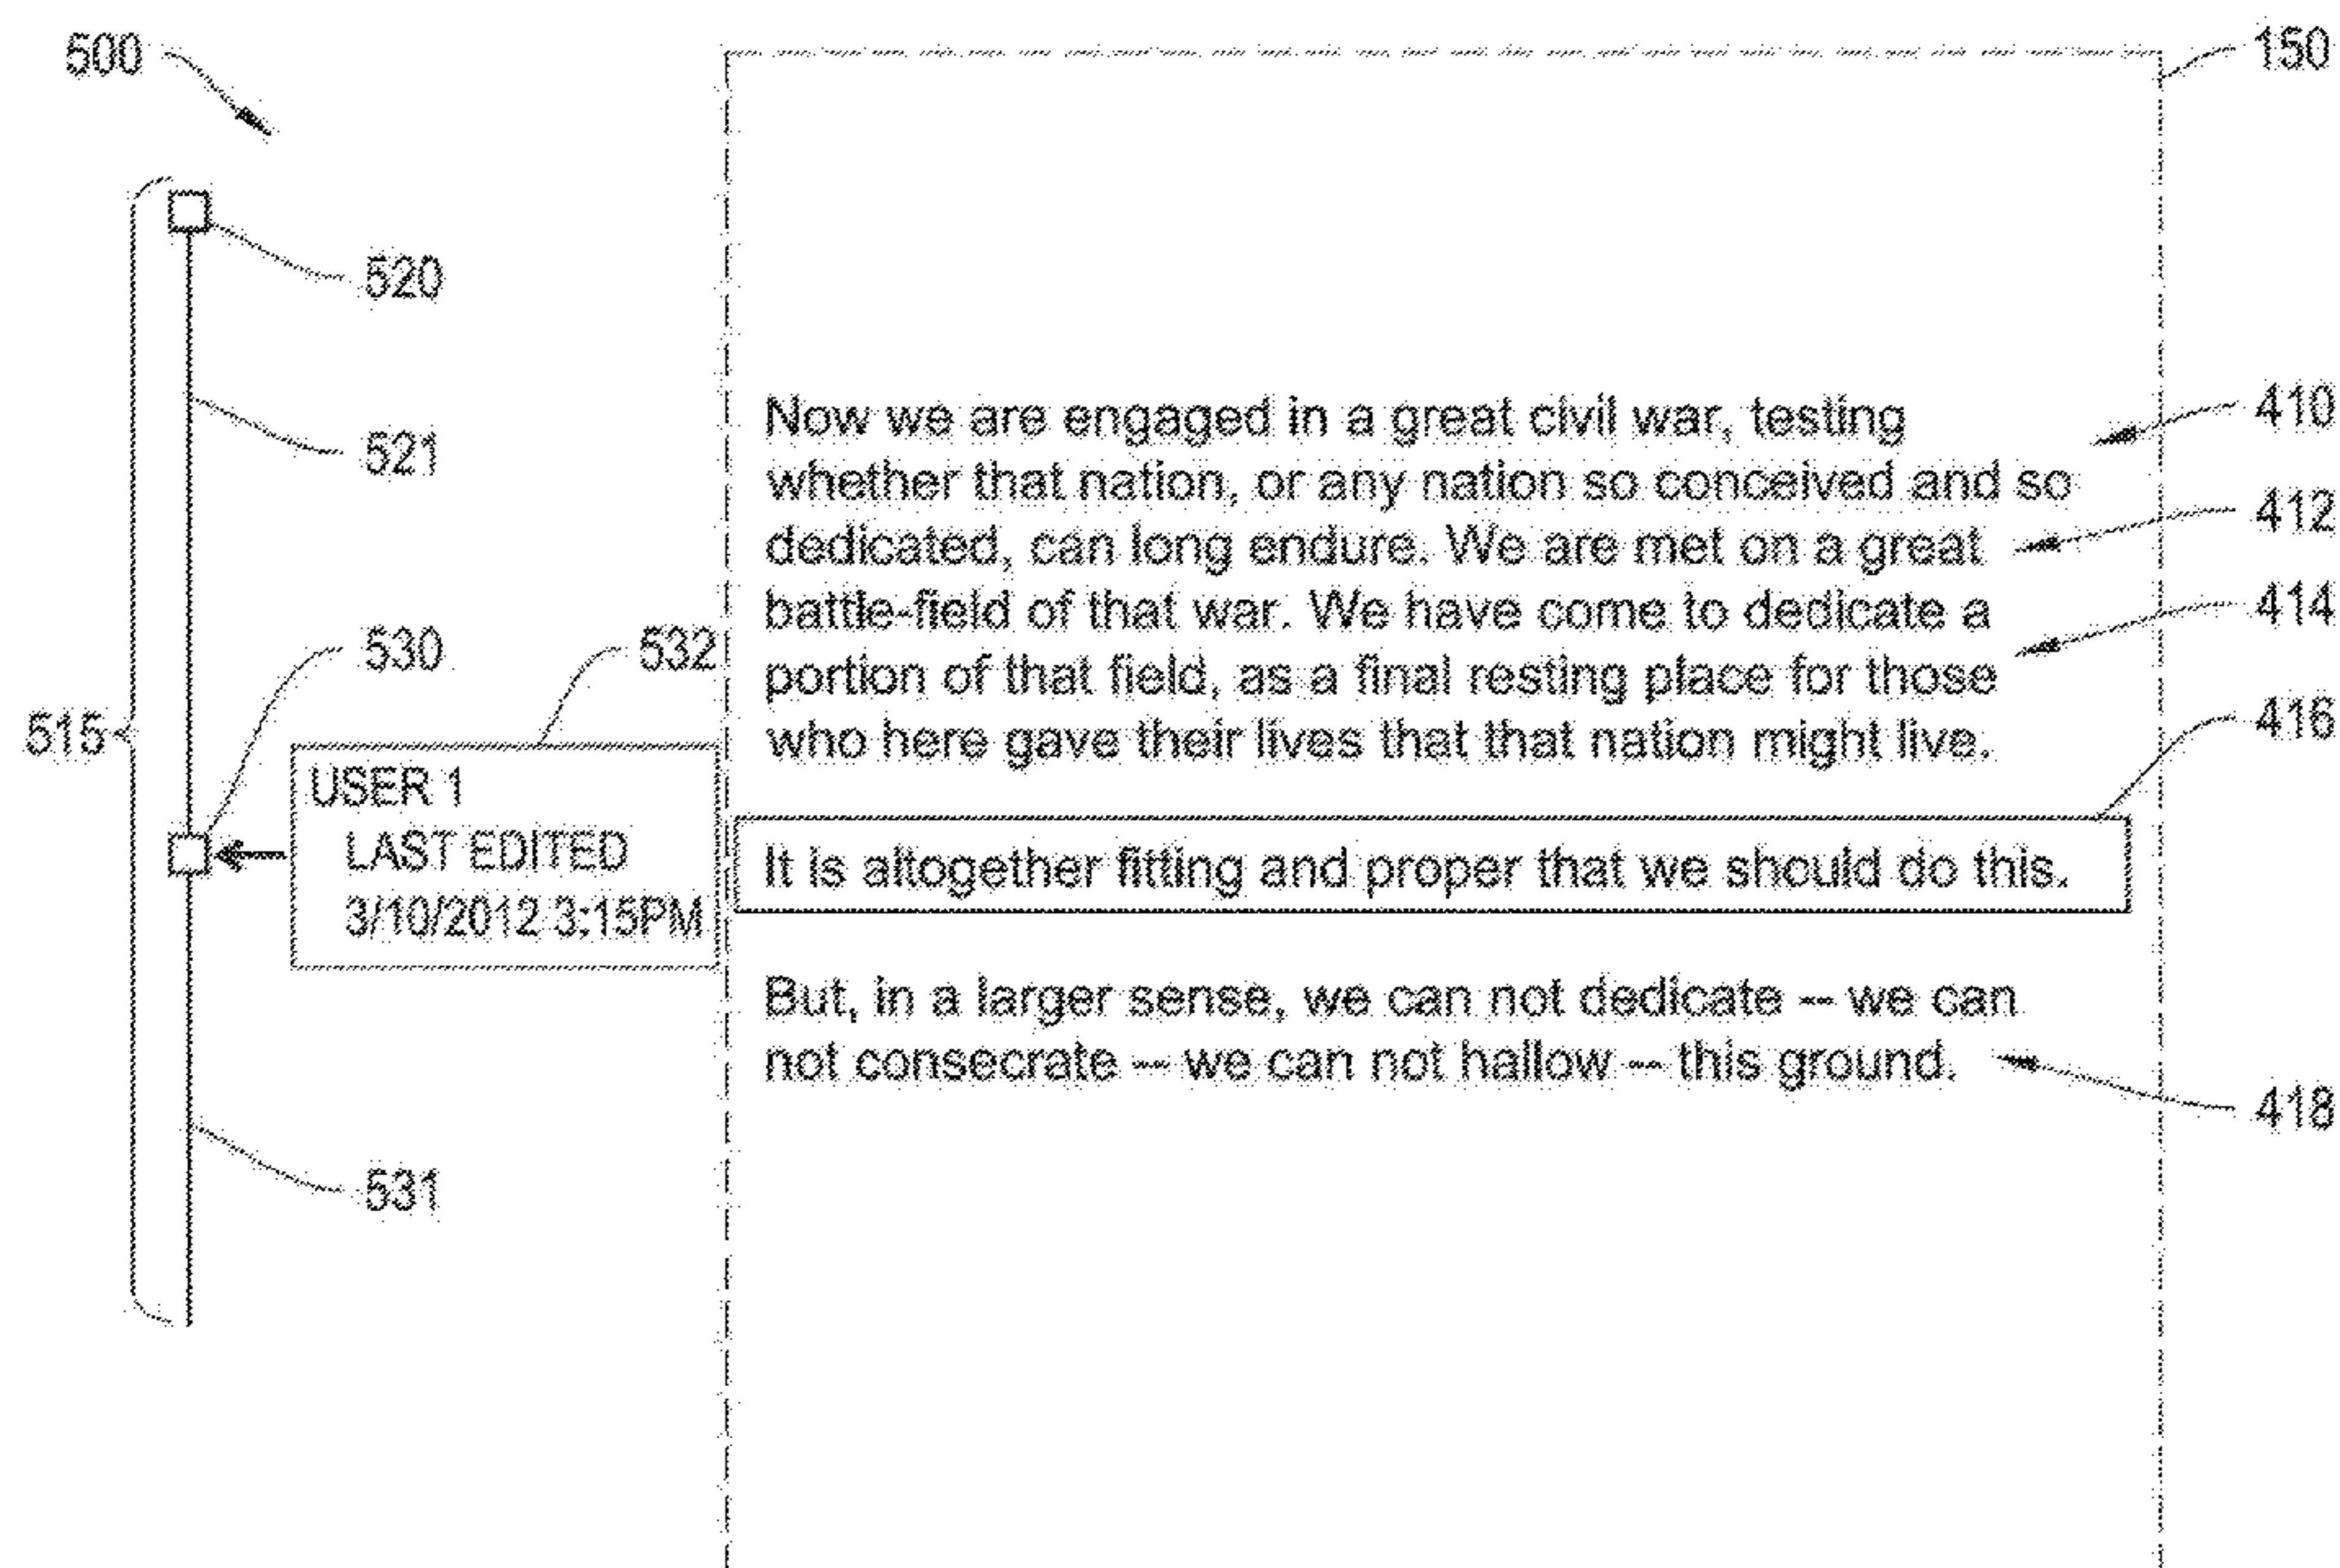 500
150
520
410
Now we are engaged in a great civil war, testing
521
whether that nation, or any nation so conceived and so
412
dedicated, can long endure. We are met on a great
414
battle-field of that war. We have come to dedicate a
530
532
portion of that field, as a final resting place for those
416
515
who here gave their lives that that nation might live.
USER 1
LAST EDITED
3/10/2012 3:15PM
It is altogether fitting and proper that we should do this.
But, in a larger sense, we can not dedicate -- we can
not consecrate -- we can not hallow -- this ground.
418
531